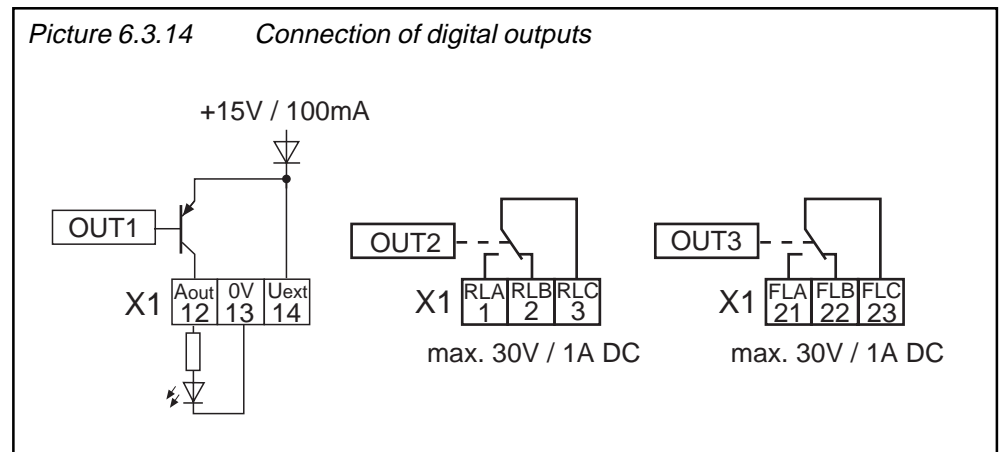 Picture 6.3.14 Connection of digital outputs
+15V / 100mA
OUT1
X1 Aout 12 0V 13 Uext 14
OUT2
X1 RLA 1 RLB 2 RLC 3
max. 30V / 1A DC
OUT3
X1 FLA 21 FLB 22 FLC 23
max. 30V / 1A DC